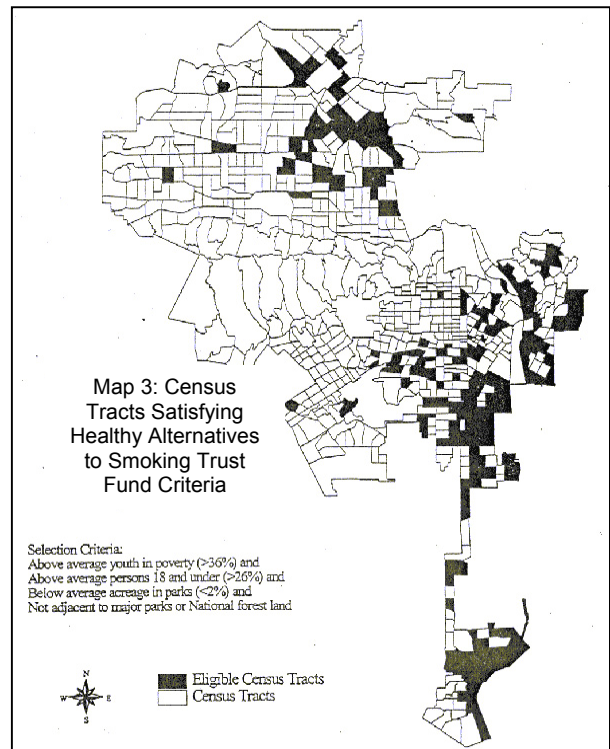 Map 3: Census
Tracts Satisfying
Healthy Alternatives
to Smoking Trust
Fund Criteria
Selection Criteria:
Above average youth in poverty (>36%) and
Above average persons 18 and under (>26%) and
Below average acreage in parks (<2%) and
Not adjacent to major parks or National forest land
N
W E
S
Eligible Census Tracts
Census Tracts